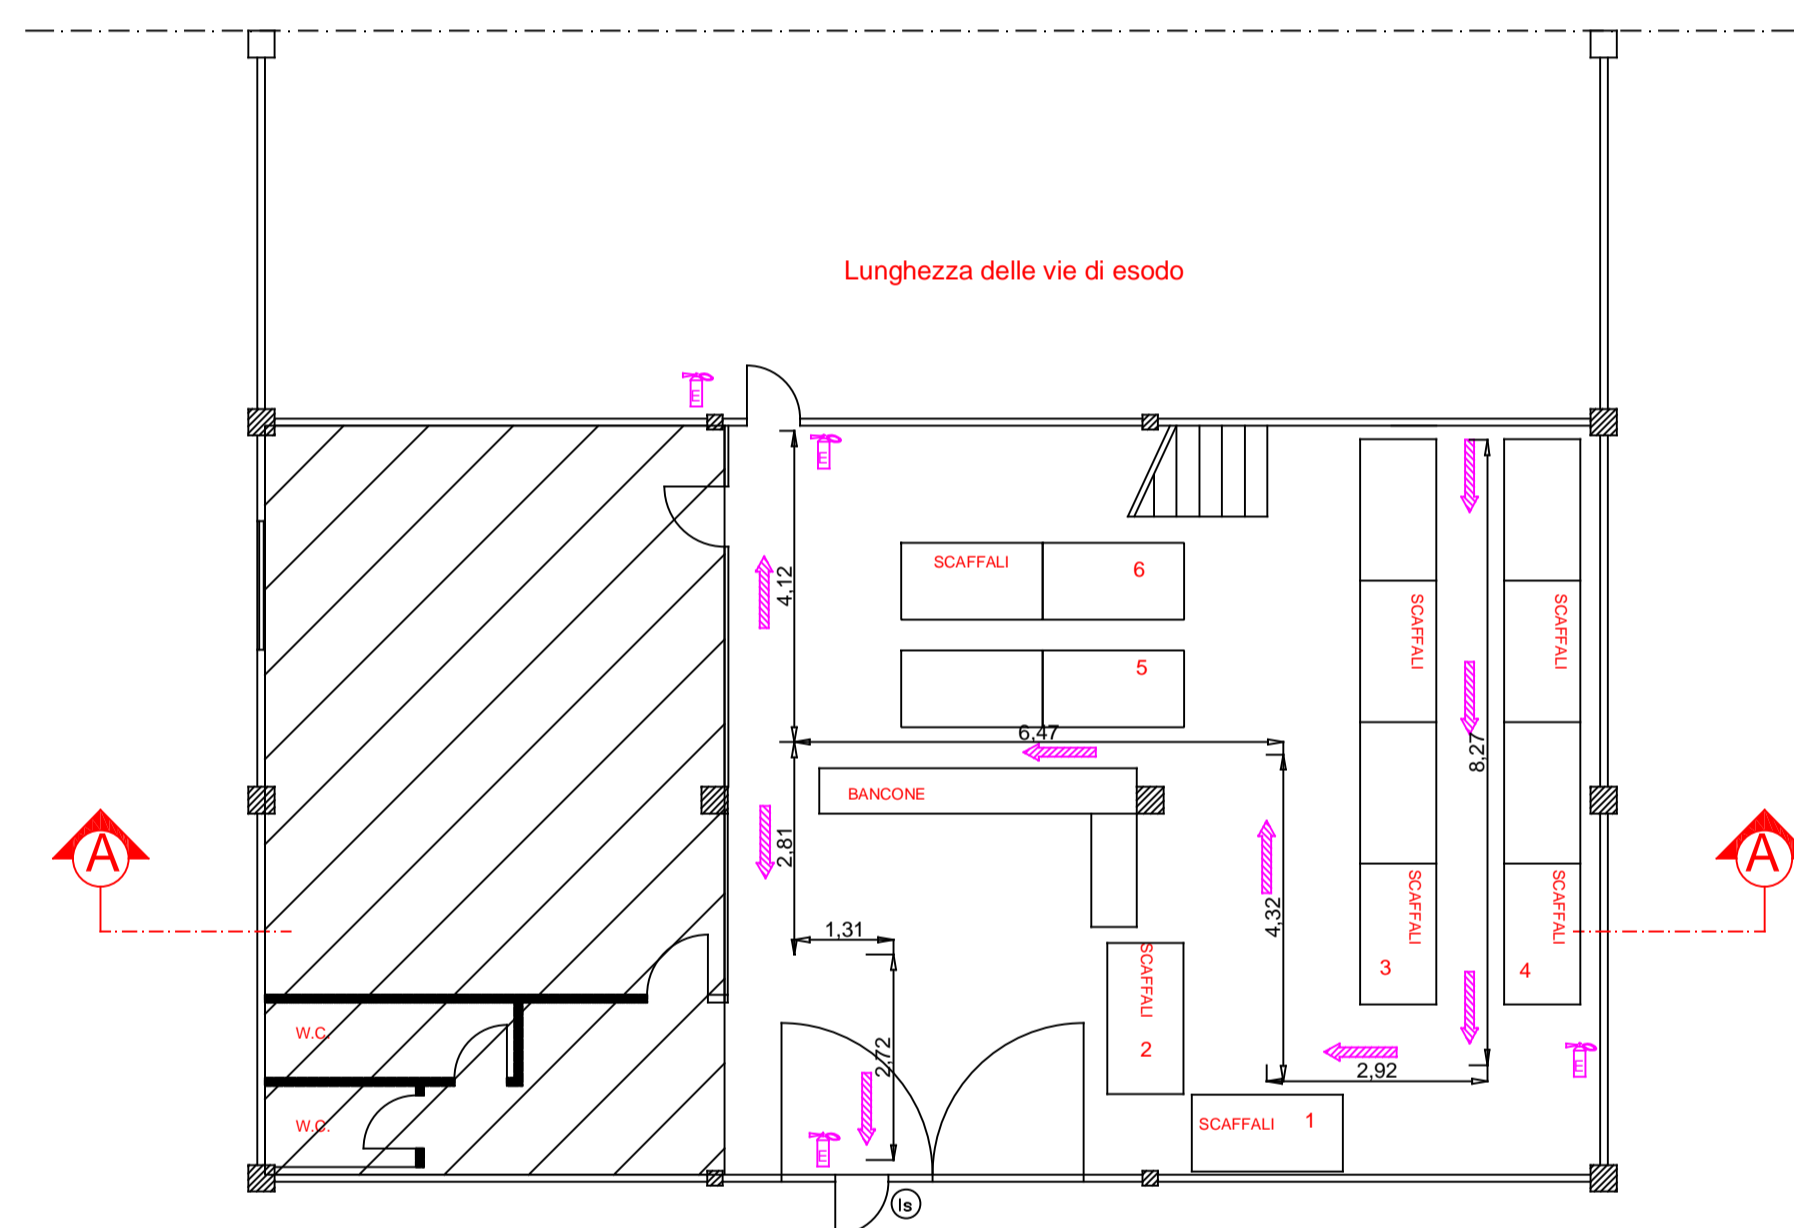 Lunghezza delle vie di esodo
E
E
SCAFFALI
6
4,12
5
SCAFFALI
SCAFFALI
6,47
8,27
BANCONE
2,81
A
A
4,32
1,31
SCAFFALI
SCAFFALI
SCAFFALI
3
4
2
W.C.
2,72
2,92
E
W.C.
SCAFFALI
1
E
Is